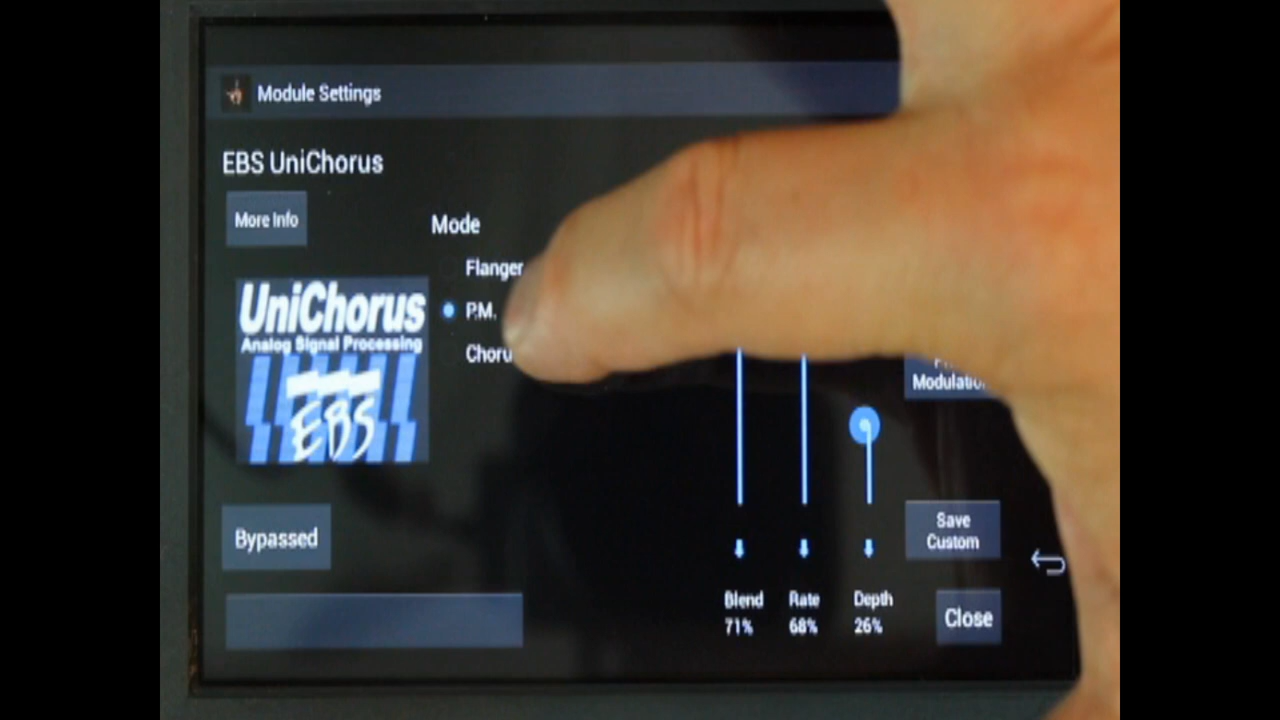 Module Settings
EBS UniChorus
More Info
Mode
Flanger
P.M.
UniChorus
Analog Signal Processing
EBS
Modulation
Bypassed
Save
Custom
Blend Rate Depth
71% 68% 26%
Close